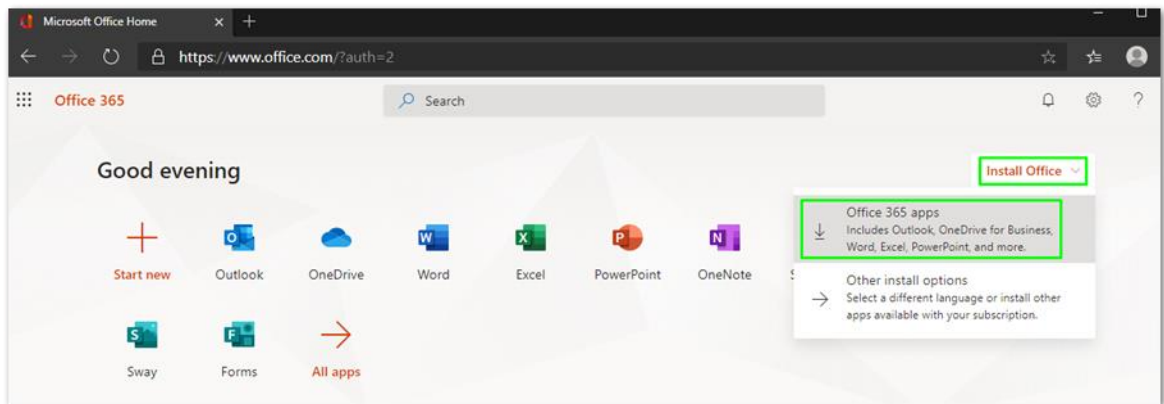 Microsoft Office Home
https://www.office.com/?auth=2
Office 365
Search
?
Good evening
Install Office
Office 365 apps
Includes Outlook, OneDrive for Business,
Word, Excel, PowerPoint, and more.
Other install options
Select a different language or install other
apps available with your subscription.
Start new
Outlook
OneDrive
Word
Excel
PowerPoint
OneNote
Sway
Forms
All apps